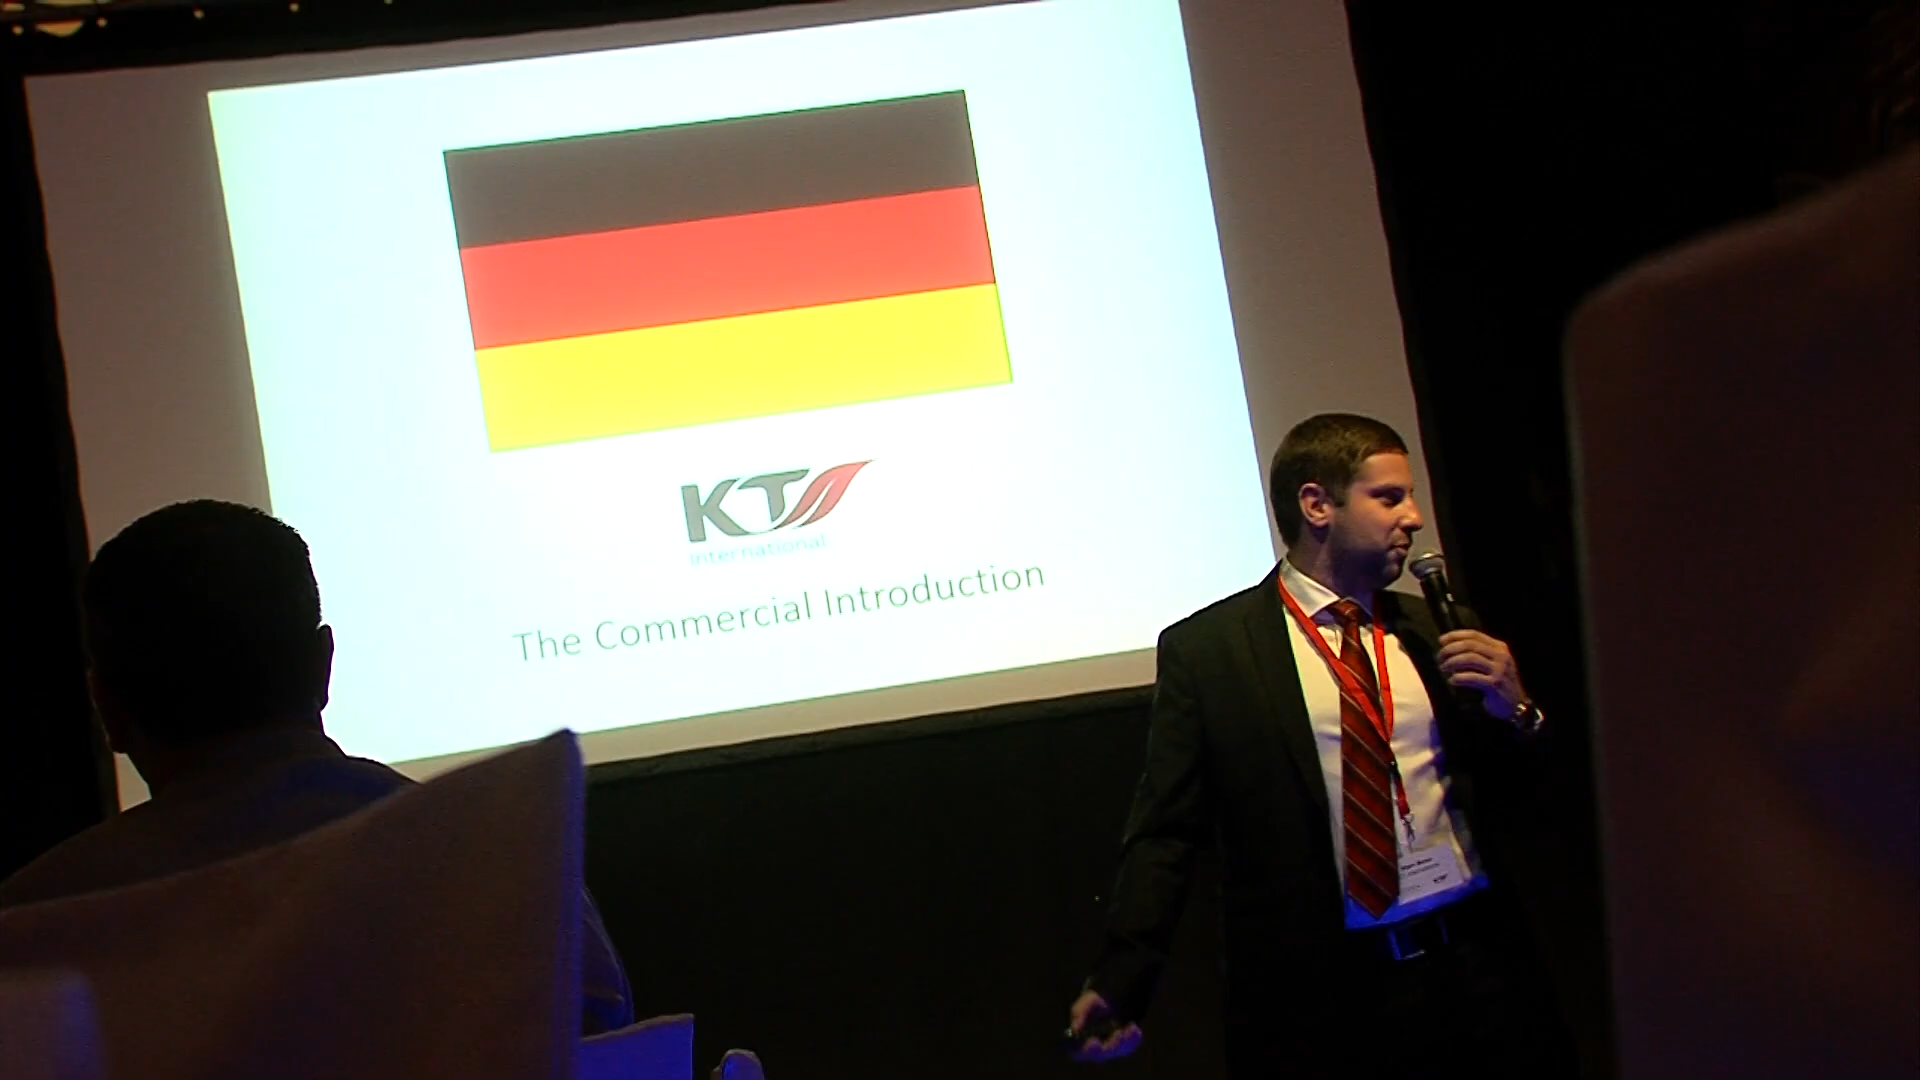 KT
International
The Commercial Introduction